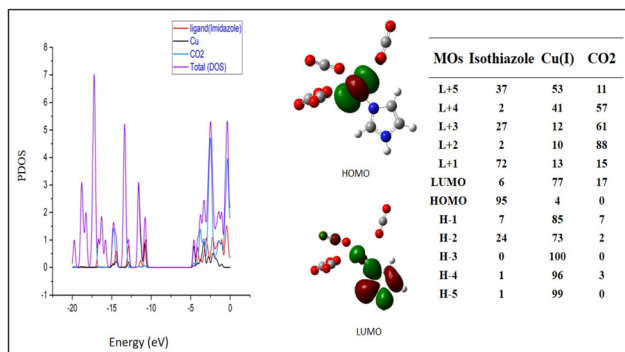 ligand(Imidazole)
Cu
CO2
Total (DOS)
PDOS
8
7
6
5
4
3
2
1
0
-1
-20
-15
-10
-5
0
Energy (eV)
HOMO
LUMO
MOs Isothiazole Cu(I) CO2
L+5 37 53 11
L+4 2 41 57
L+3 27 12 61
L+2 2 10 88
L+1 72 13 15
LUMO 6 77 17
HOMO 95 4 0
H-1 7 85 7
H-2 24 73 2
H-3 0 100 0
H-4 1 96 3
H-5 1 99 0